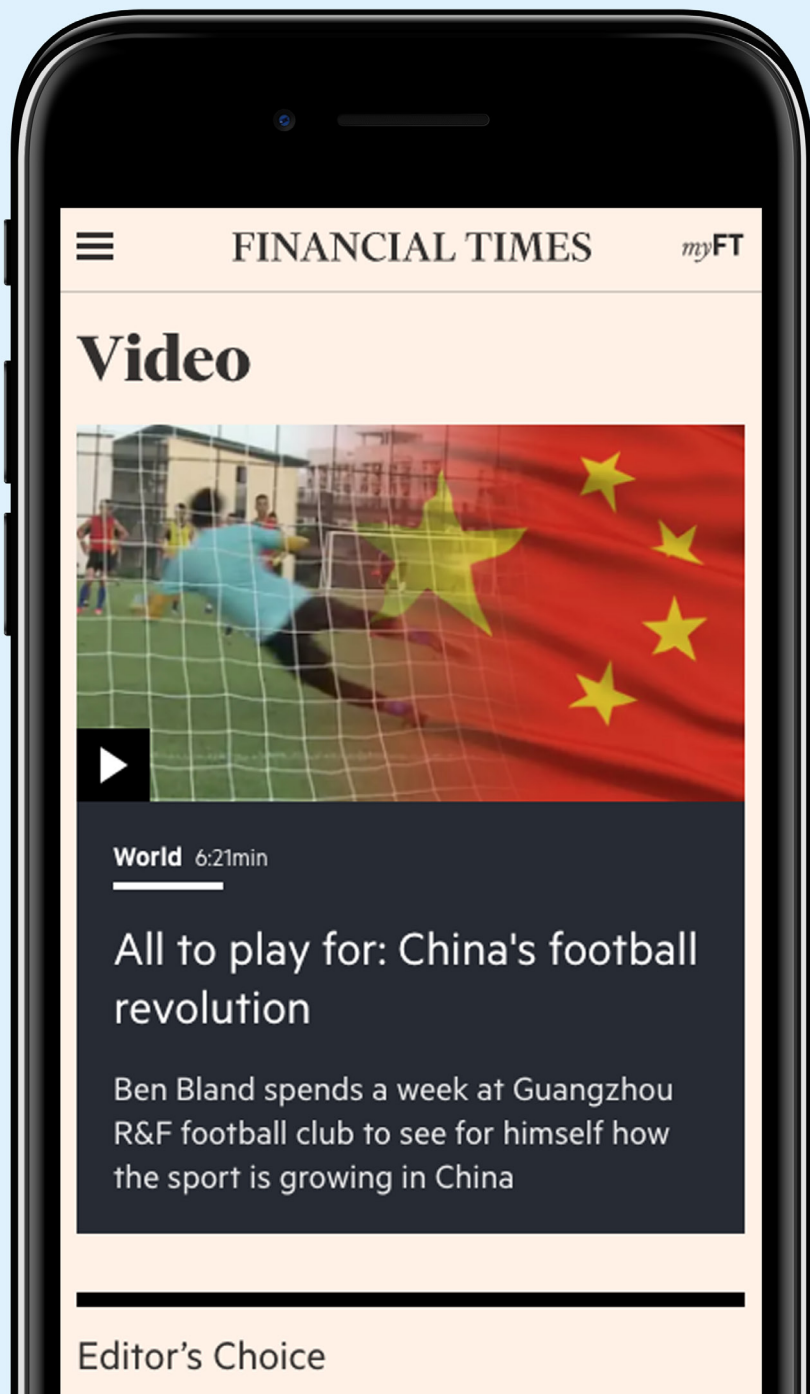 FINANCIAL TIMES
myFT
Video
World 6:21min
All to play for: China's football
revolution
Ben Bland spends a week at Guangzhou
R&F football club to see for himself how
the sport is growing in China
Editor’s Choice